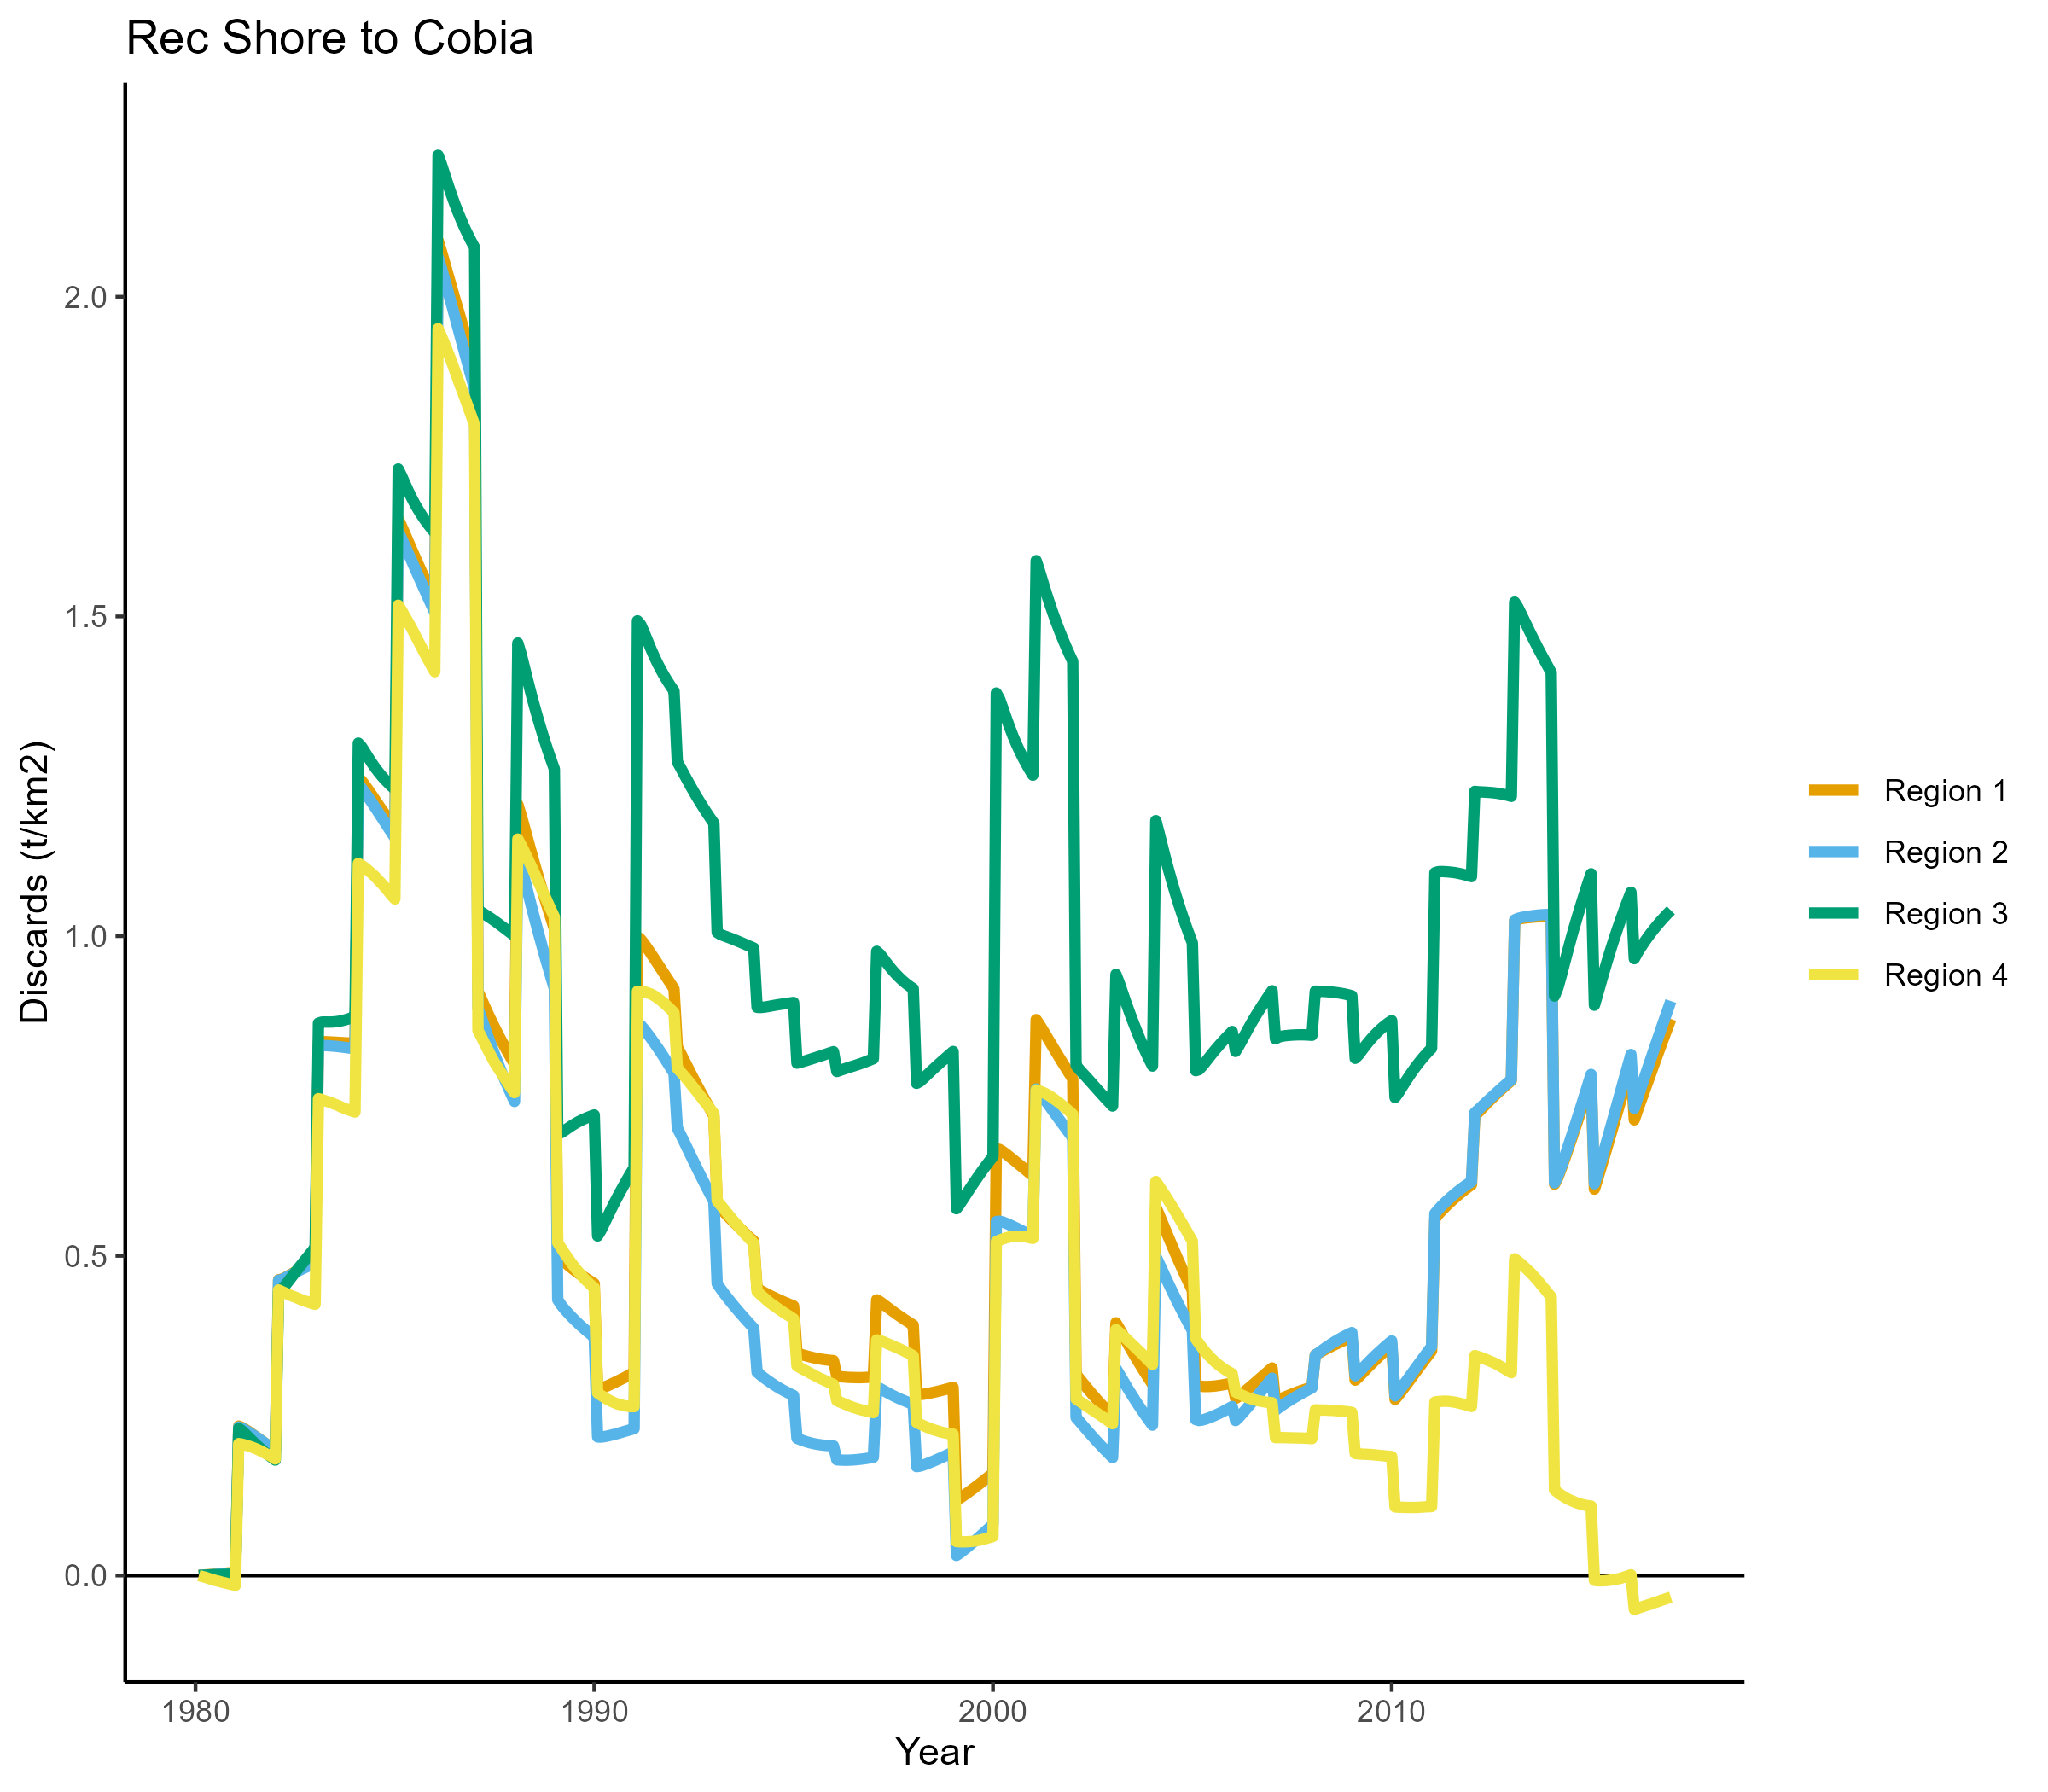 Rec Shore to Cobia
Discards (t/km2)
2.0
1.5
1.0
0.5
0.0
1980
1990
2000
2010
Year
Region 1
Region 2
Region 3
Region 4